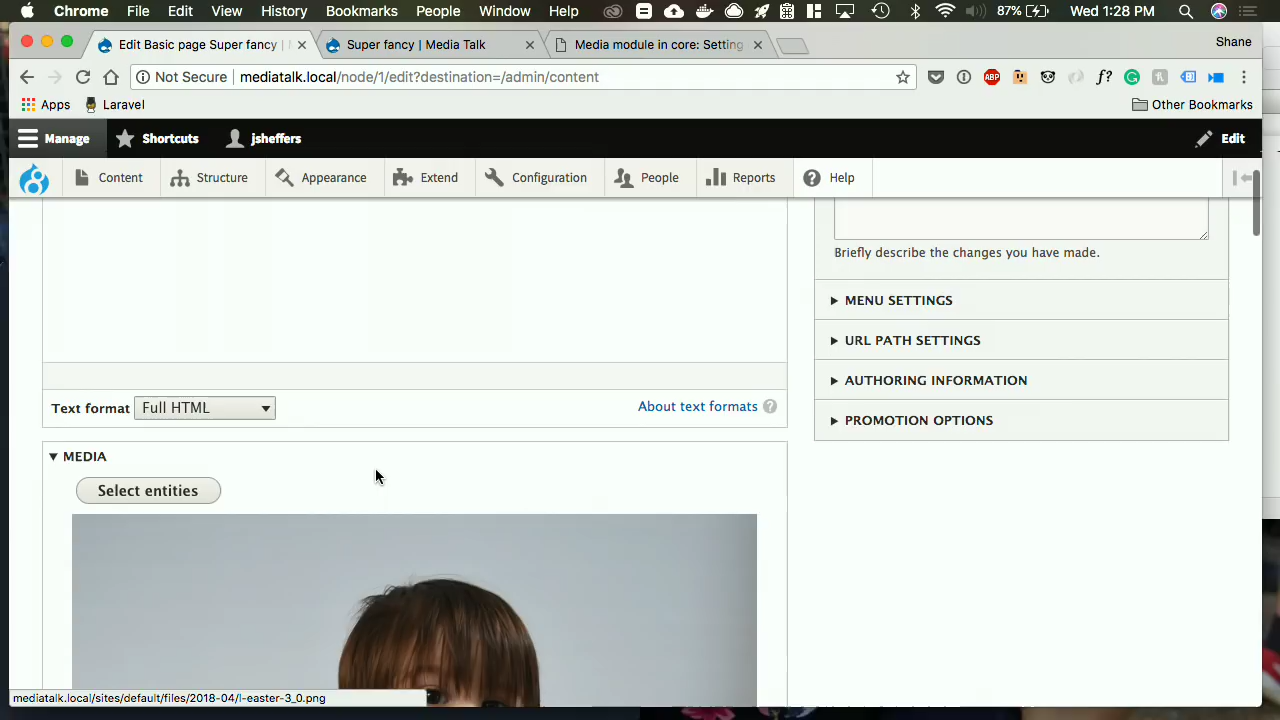 Chrome File Edit View History Bookmarks People Window Help 87% Wed 1:28 PM
Edit Basic page Super fancy | Super fancy | Media Talk Media module in core: Setting Shane
Not Secure mediatalk.local/node/1/edit?destination=/admin/content
Apps Laravel Other Bookmarks
Manage Shortcuts jsheffers Edit
Content Structure Appearance Extend Configuration People Reports Help
Briefly describe the changes you have made.
MENU SETTINGS
URL PATH SETTINGS
AUTHORING INFORMATION
PROMOTION OPTIONS
Text format Full HTML About text formats ?
MEDIA
Select entities
mediatalk.local/sites/default/files/2018-04/l-easter-3_0.png